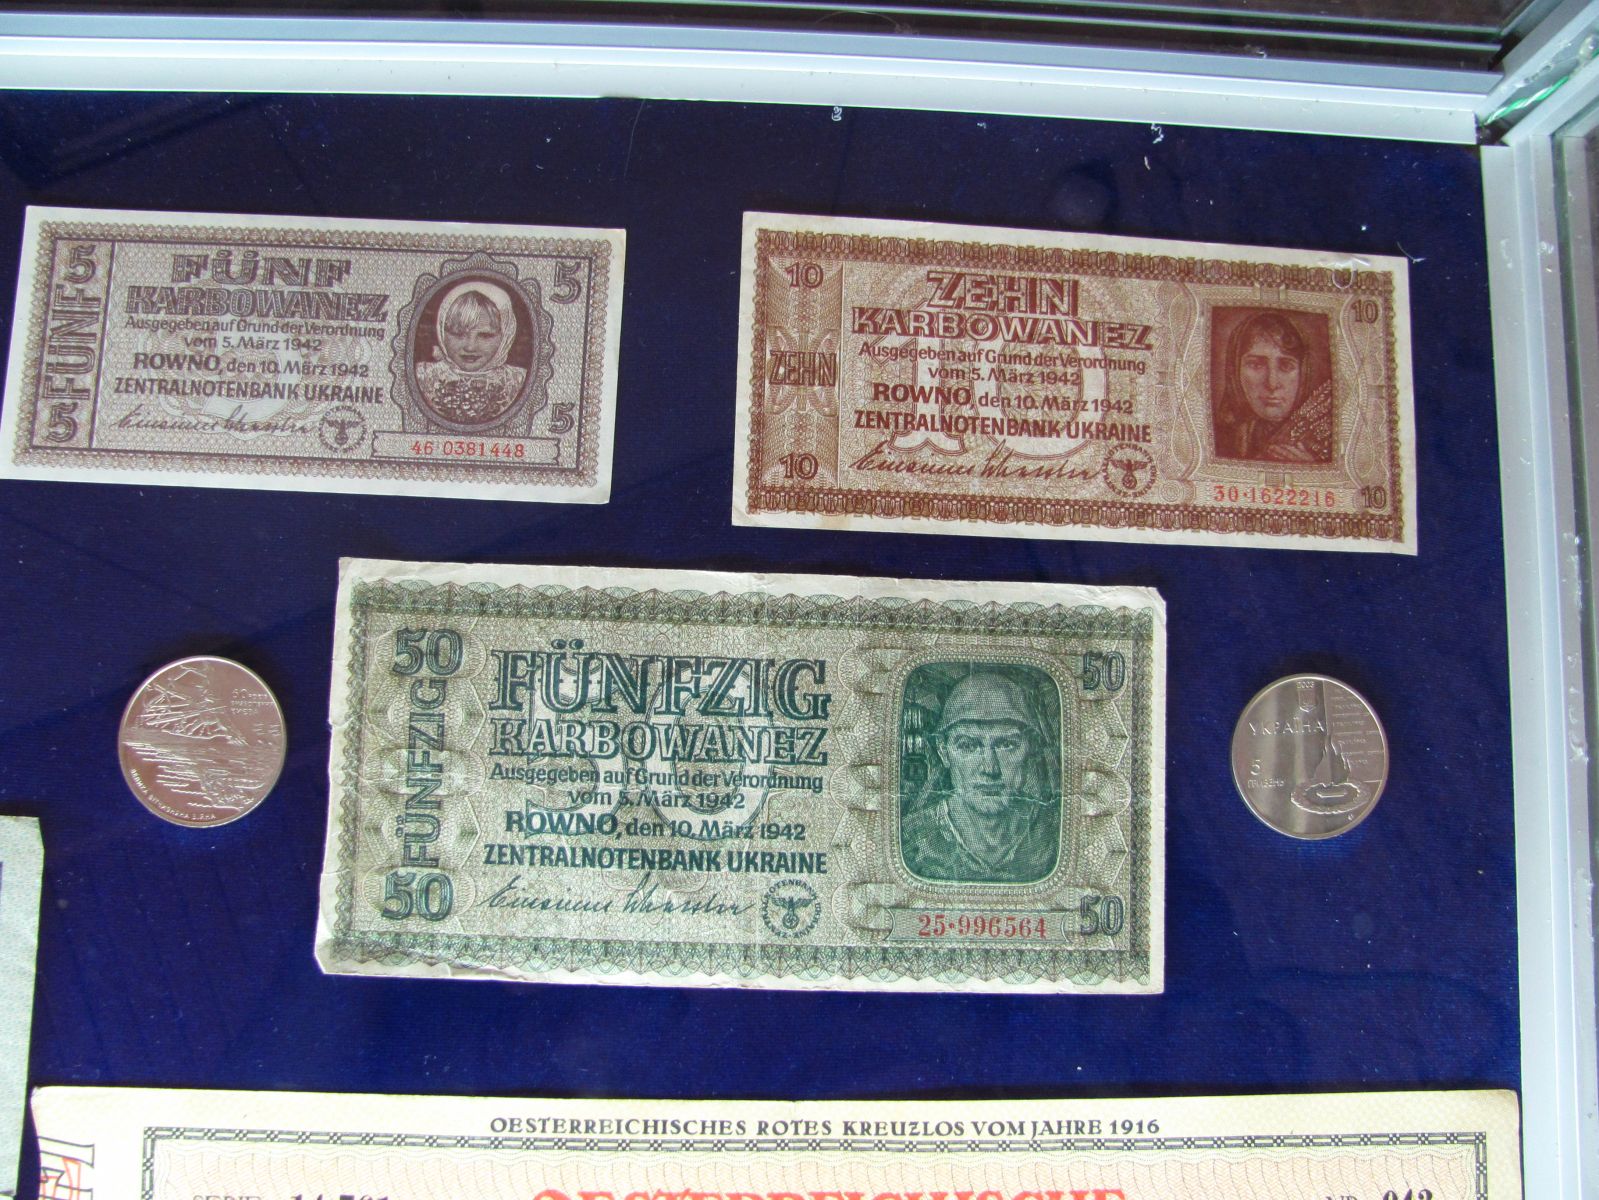 5
FÜNF
5
FÜNF
KARBOWANEZ
Ausgegeben auf Grund der Verordnung
vom 5. März 1942
ROWNO, den 10. März 1942
ZENTRALNOTENBANK UKRAINE
5
5
46·0381448
10
ZEHN
10
ZEHN
KARBOWANEZ
Ausgegeben auf Grund der Verordnung
vom 5. März 1942
ROWNO, den 10. März 1942
ZENTRALNOTENBANK UKRAINE
10
30·1622216
10
50
FÜNFZIG
50
FÜNFZIG
KARBOWANEZ
Ausgegeben auf Grund der Verordnung
vom 5. März 1942
ROWNO, den 10. März 1942
ZENTRALNOTENBANK UKRAINE
50
25·996564
50
60
УКРАЇНА
5
OESTERREICHISCHES ROTES KREUZLOS VOM JAHRE 1916